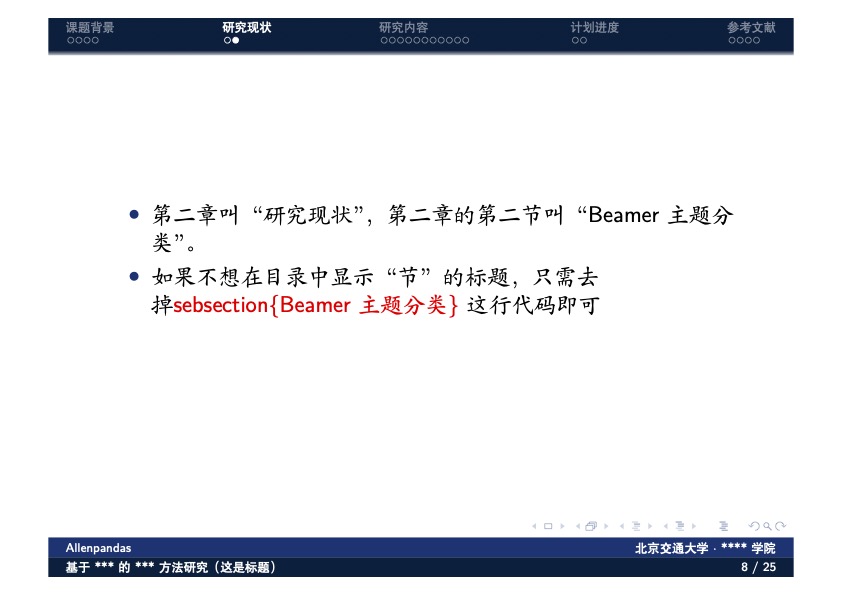 课题背景 研究现状 研究内容 计划进度 参考文献
第二章叫“研究现状”，第二章的第二节叫“Beamer 主题分
类”。
如果不想在目录中显示“节”的标题，只需去
掉sebsection{Beamer 主题分类} 这行代码即可
Allenpandas 北京交通大学 · **** 学院
基于 *** 的 *** 方法研究（这是标题） 8 / 25